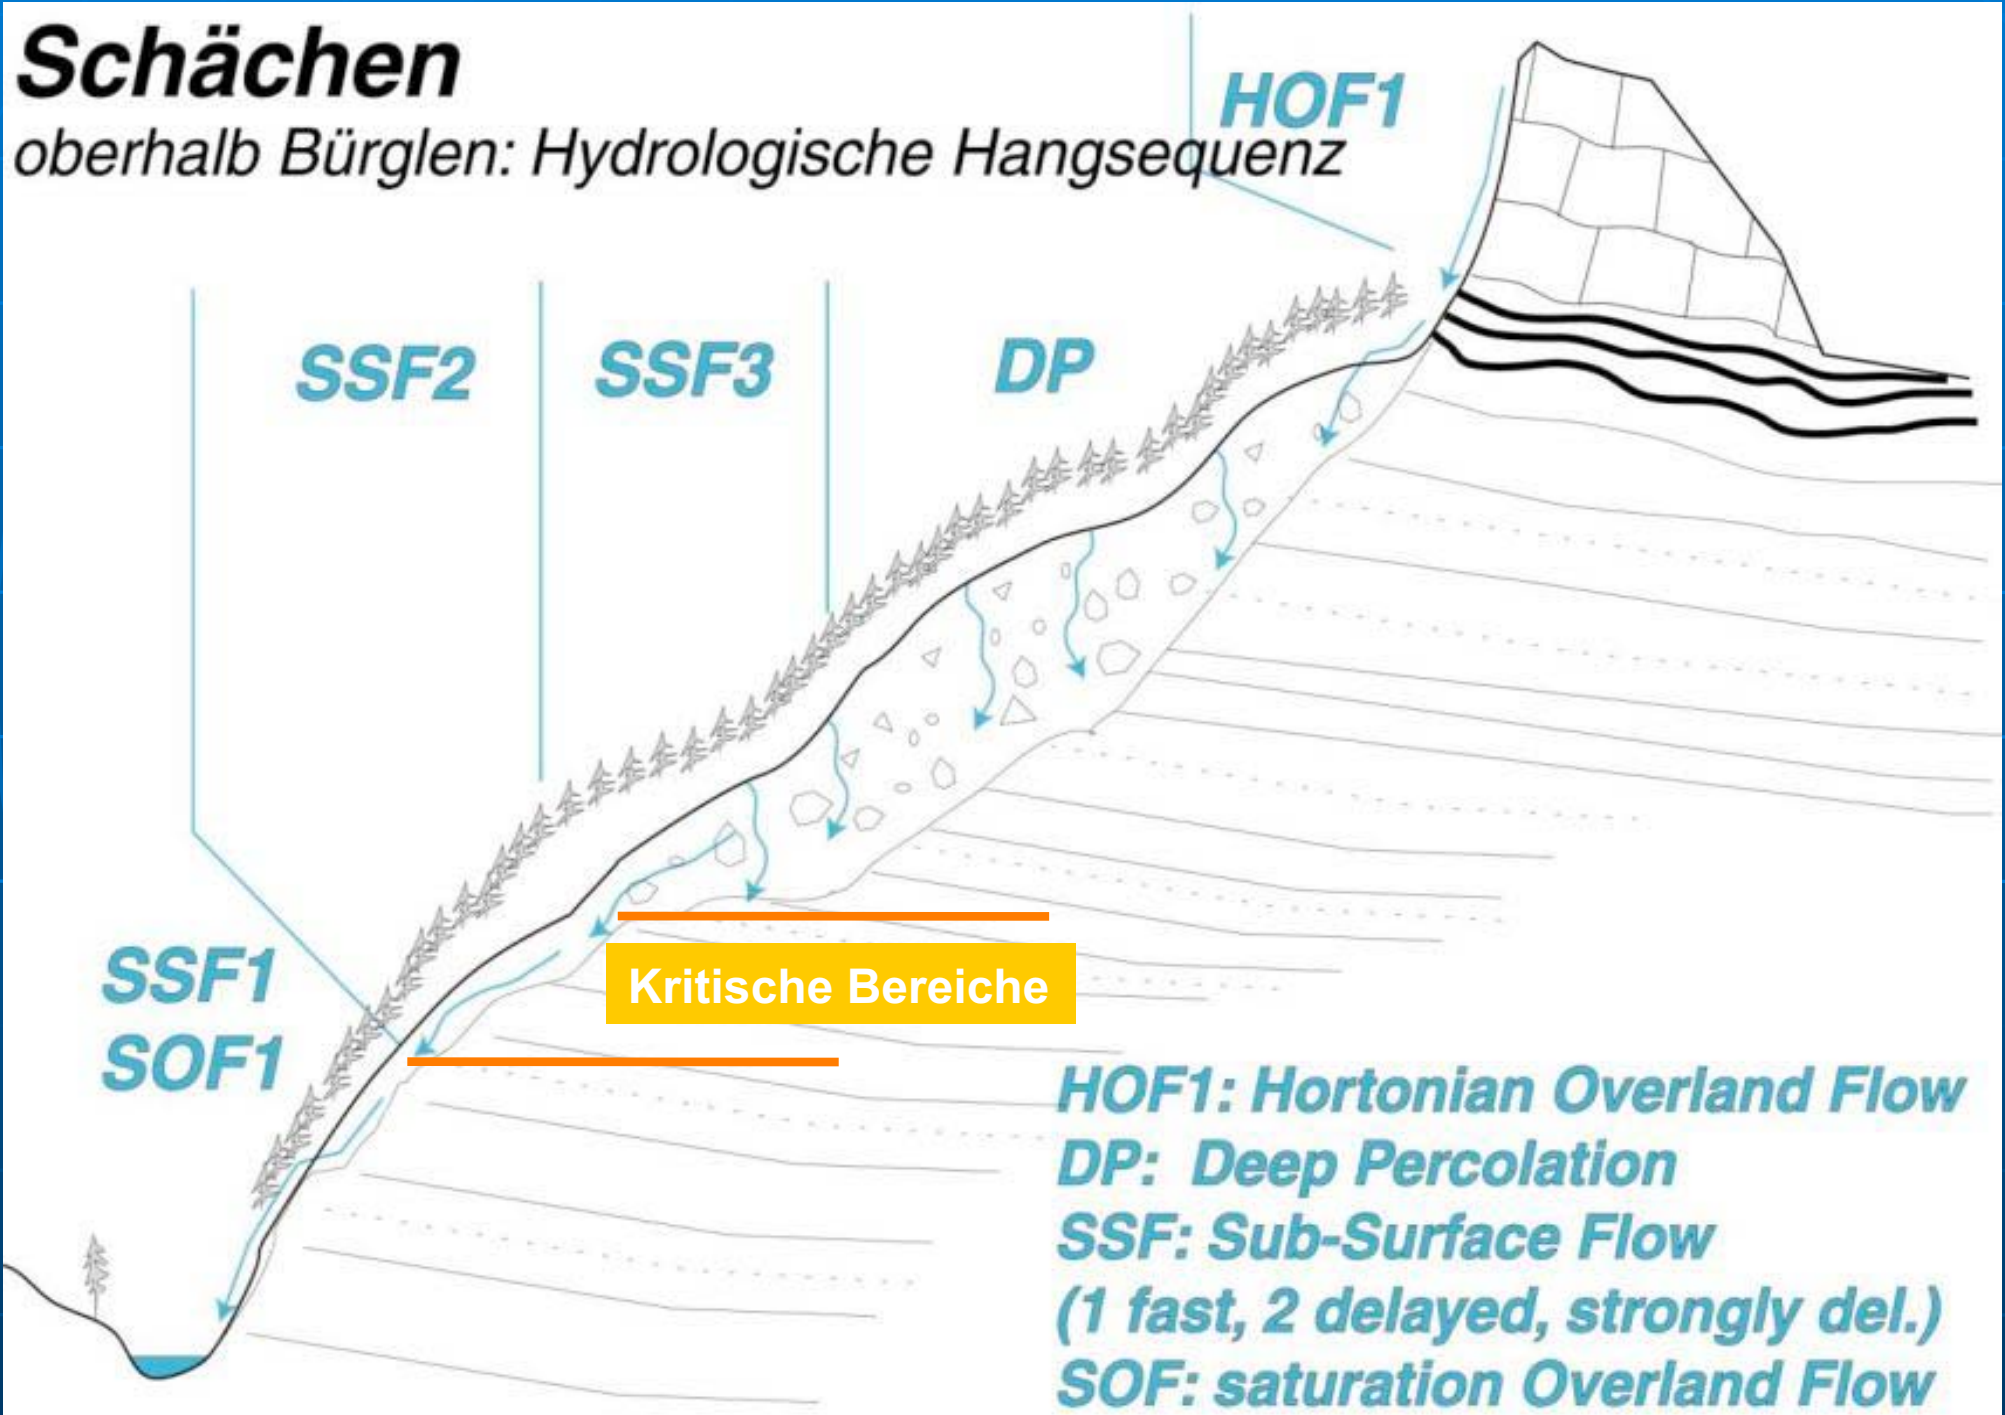 Schächen
oberhalb Bürglen: Hydrologische Hangsequenz
HOF1
SSF2
SSF3
DP
SSF1
SOF1
Kritische Bereiche
HOF1: Hortonian Overland Flow
DP: Deep Percolation
SSF: Sub-Surface Flow
(1 fast, 2 delayed, strongly del.)
SOF: saturation Overland Flow